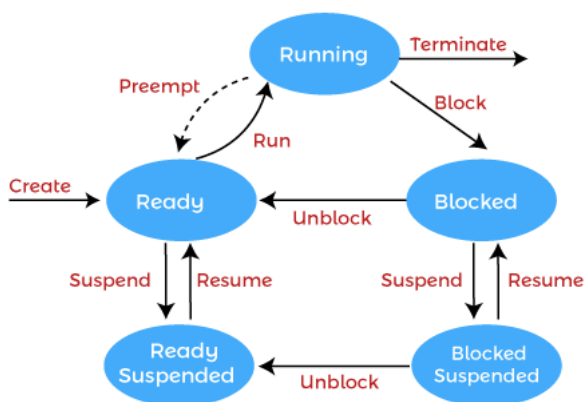 Running
Terminate
Preempt
Block
Run
Create
Ready
Unblock
Blocked
Suspend
Resume
Suspend
Resume
Ready
Suspended
Unblock
Blocked
Suspended